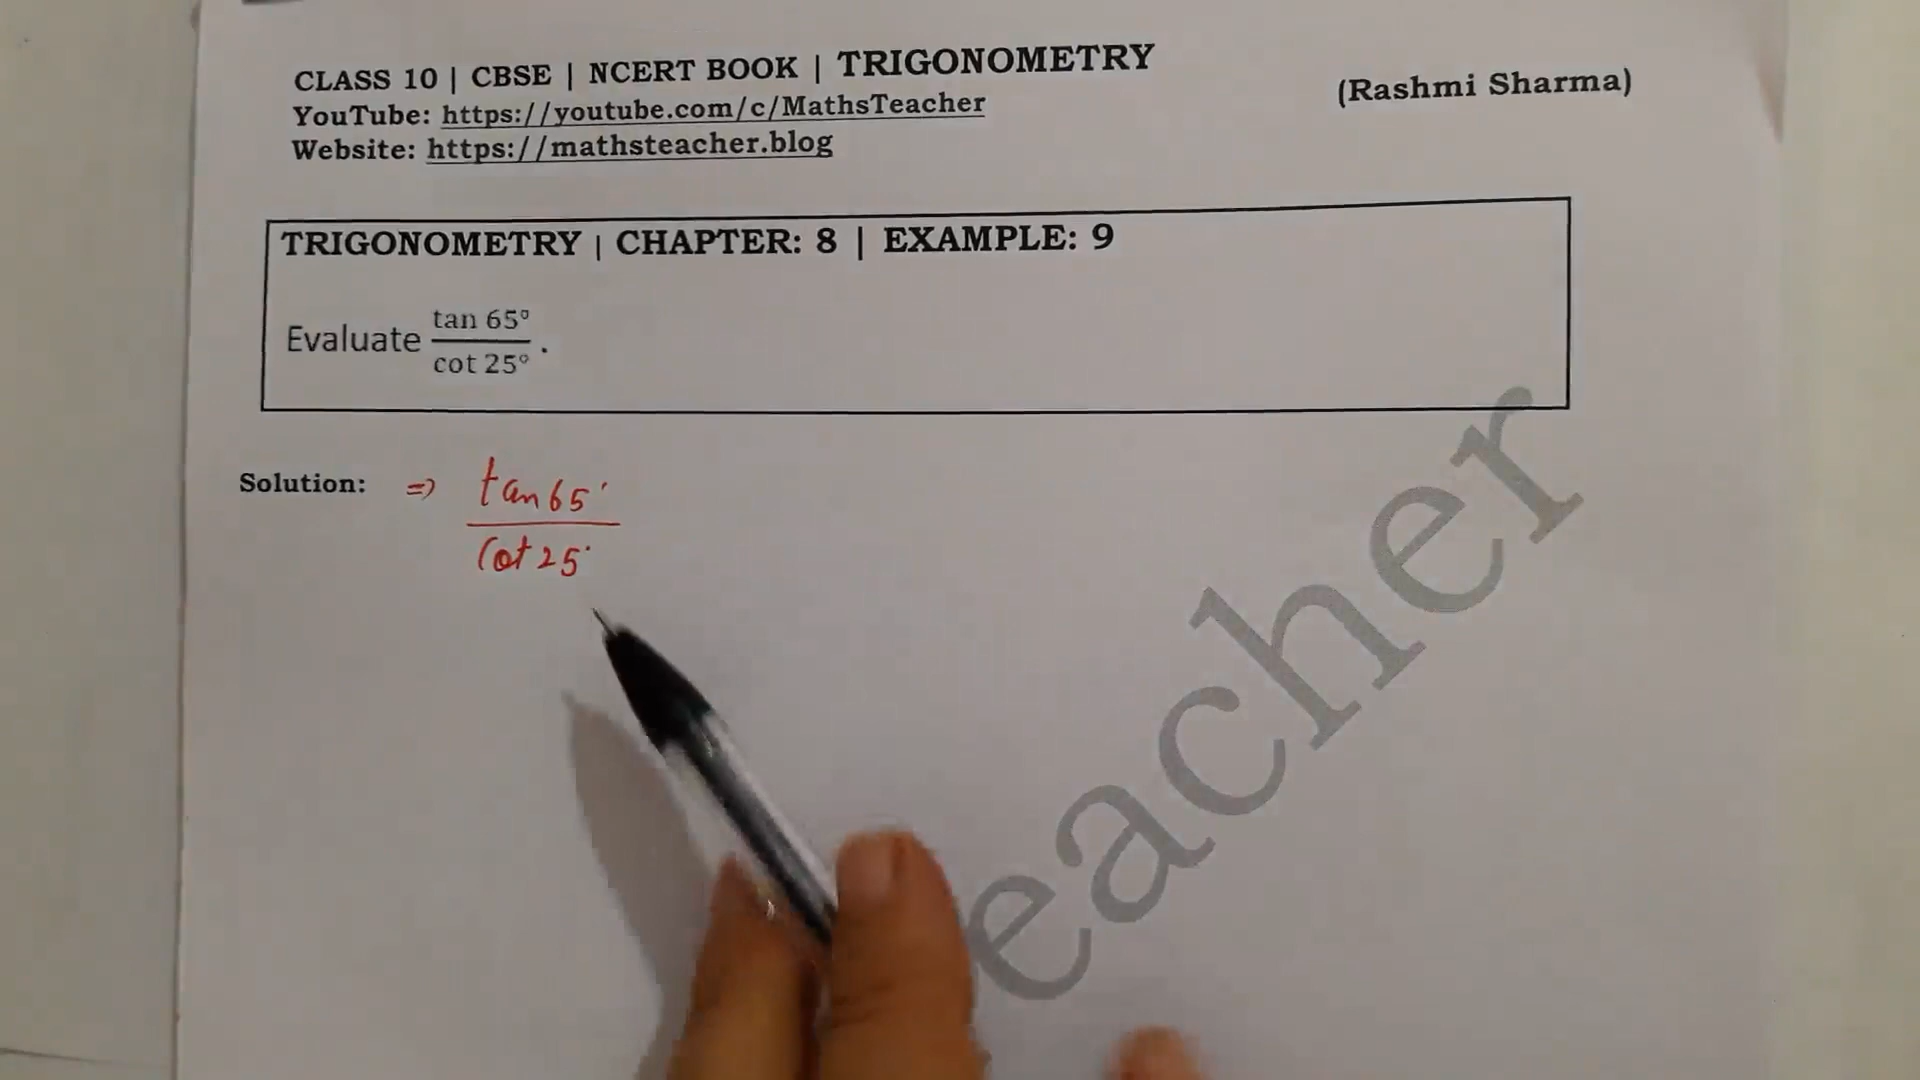 CLASS 10 | CBSE | NCERT BOOK | TRIGONOMETRY
(Rashmi Sharma)
YouTube: https://youtube.com/c/MathsTeacher
Website: https://mathsteacher.blog
TRIGONOMETRY | CHAPTER: 8 | EXAMPLE: 9
Evaluate tan 65° / cot 25° .
Solution: => tan 65° / cot 25°
eacher